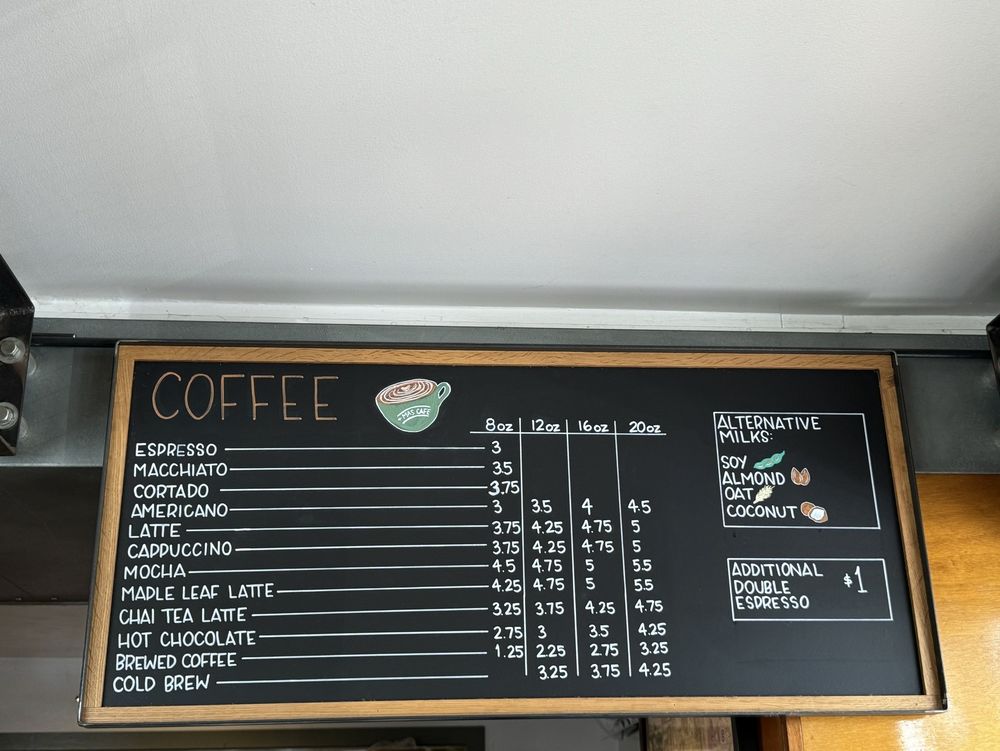 COFFEE
MAS CAFE
8oz 12oz 16oz 20oz
ESPRESSO 3
MACCHIATO 3.5
CORTADO 3.75
AMERICANO 3 3.5 4 4.5
LATTE 3.75 4.25 4.75 5
CAPPUCCINO 3.75 4.25 4.75 5
MOCHA 4.5 4.75 5 5.5
MAPLE LEAF LATTE 4.25 4.75 5 5.5
CHAI TEA LATTE 3.25 3.75 4.25 4.75
HOT CHOCOLATE 2.75 3 3.5 4.25
BREWED COFFEE 1.25 2.25 2.75 3.25
COLD BREW 3.25 3.75 4.25
ALTERNATIVE
MILKS:
SOY
ALMOND
OAT
COCONUT
ADDITIONAL
DOUBLE $1
ESPRESSO